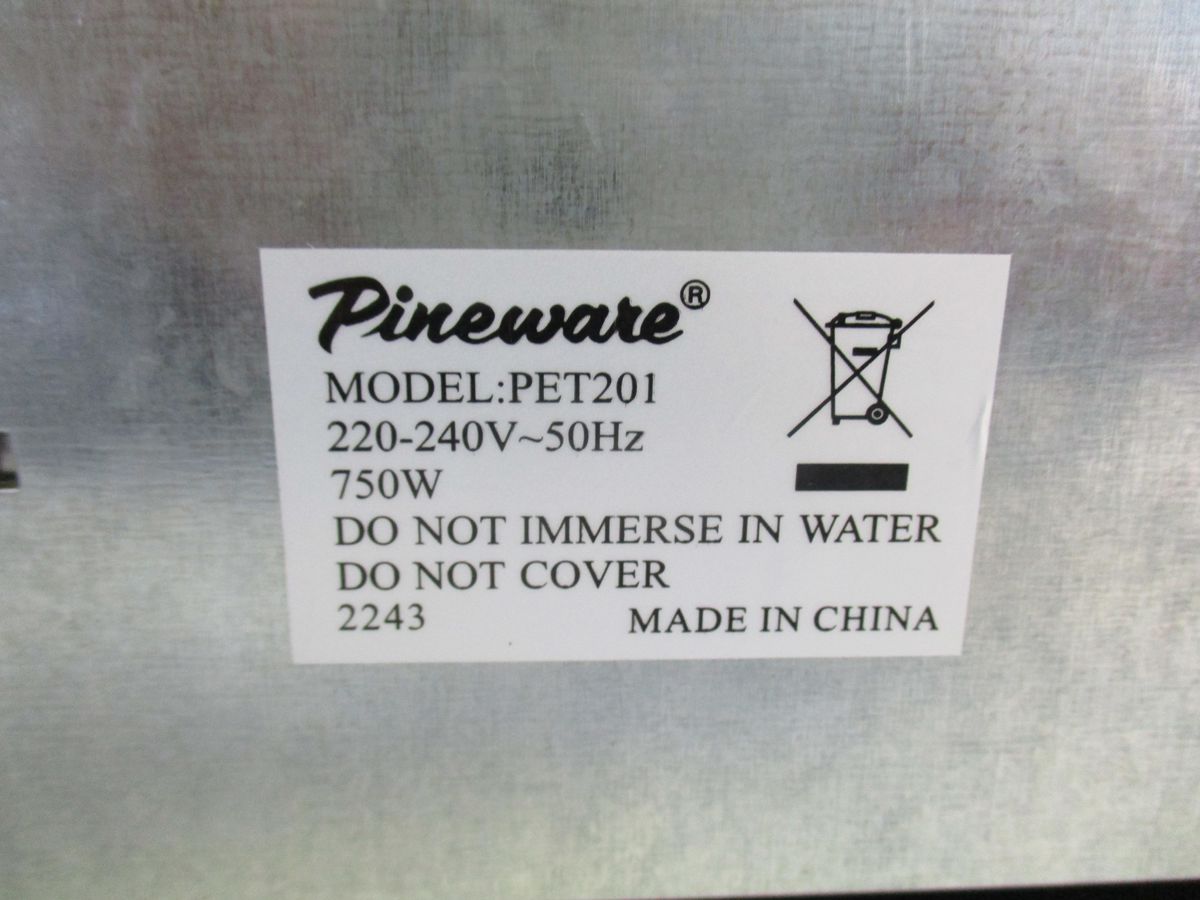 Pineware®
MODEL:PET201
220-240V~50Hz
750W
DO NOT IMMERSE IN WATER
DO NOT COVER
2243 MADE IN CHINA